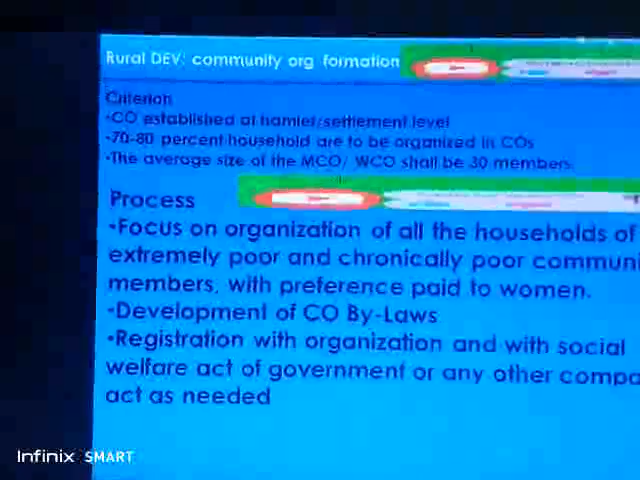 Rural DEV: community org formation
Criterion
•CO established at hamlet/settlement level
•70-80 percent household are to be organized in COs
•The average size of the MCO/ WCO shall be 30 members.
Process
•Focus on organization of all the households of
extremely poor and chronically poor communi
members, with preference paid to women.
•Development of CO By-Laws
•Registration with organization and with social
welfare act of government or any other compa
act as needed
Infinix SMART